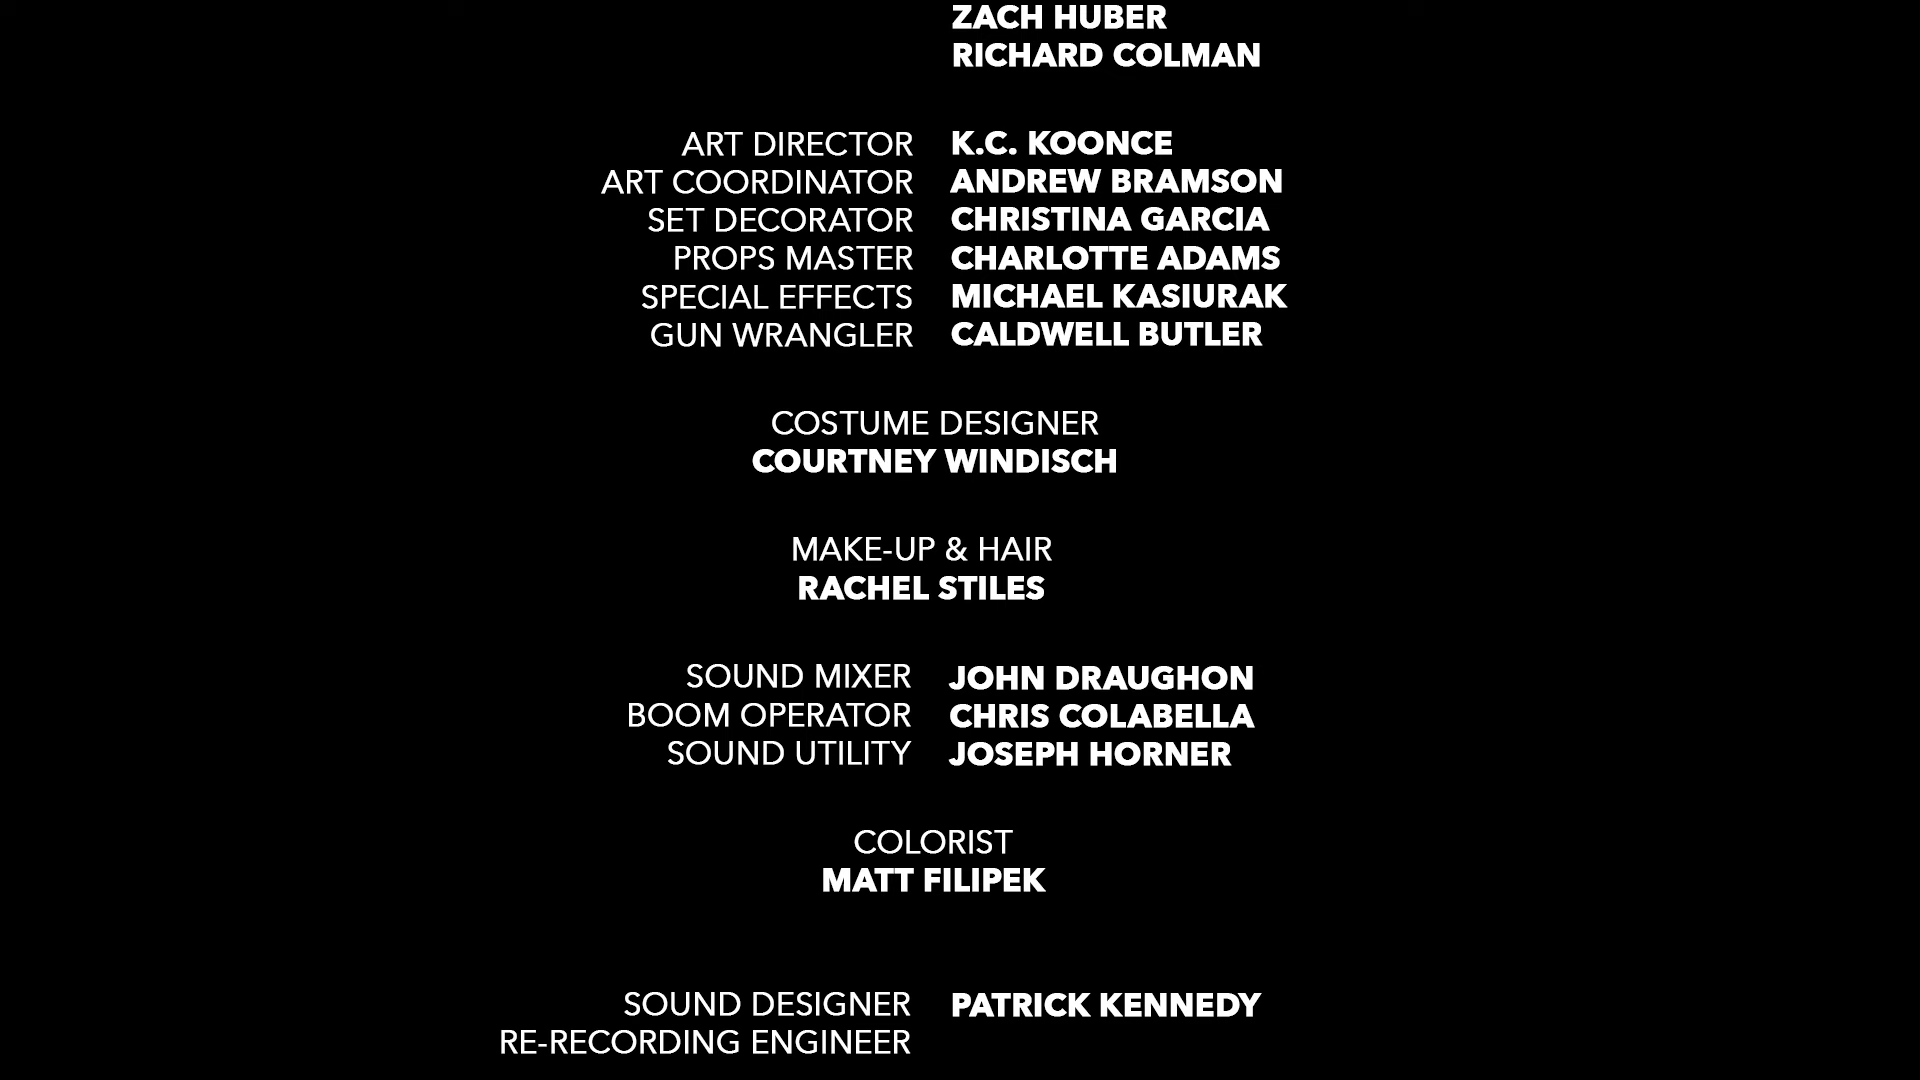 ZACH HUBER
RICHARD COLMAN
ART DIRECTOR K.C. KOONCE
ART COORDINATOR ANDREW BRAMSON
SET DECORATOR CHRISTINA GARCIA
PROPS MASTER CHARLOTTE ADAMS
SPECIAL EFFECTS MICHAEL KASIURAK
GUN WRANGLER CALDWELL BUTLER
COSTUME DESIGNER
COURTNEY WINDISCH
MAKE-UP & HAIR
RACHEL STILES
SOUND MIXER JOHN DRAUGHON
BOOM OPERATOR CHRIS COLABELLA
SOUND UTILITY JOSEPH HORNER
COLORIST
MATT FILIPEK
SOUND DESIGNER PATRICK KENNEDY
RE-RECORDING ENGINEER